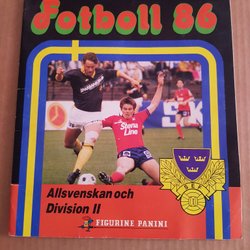 Fotboll 86
Stena
Line
Allsvenskan och
Division II
FIGURINE PANINI